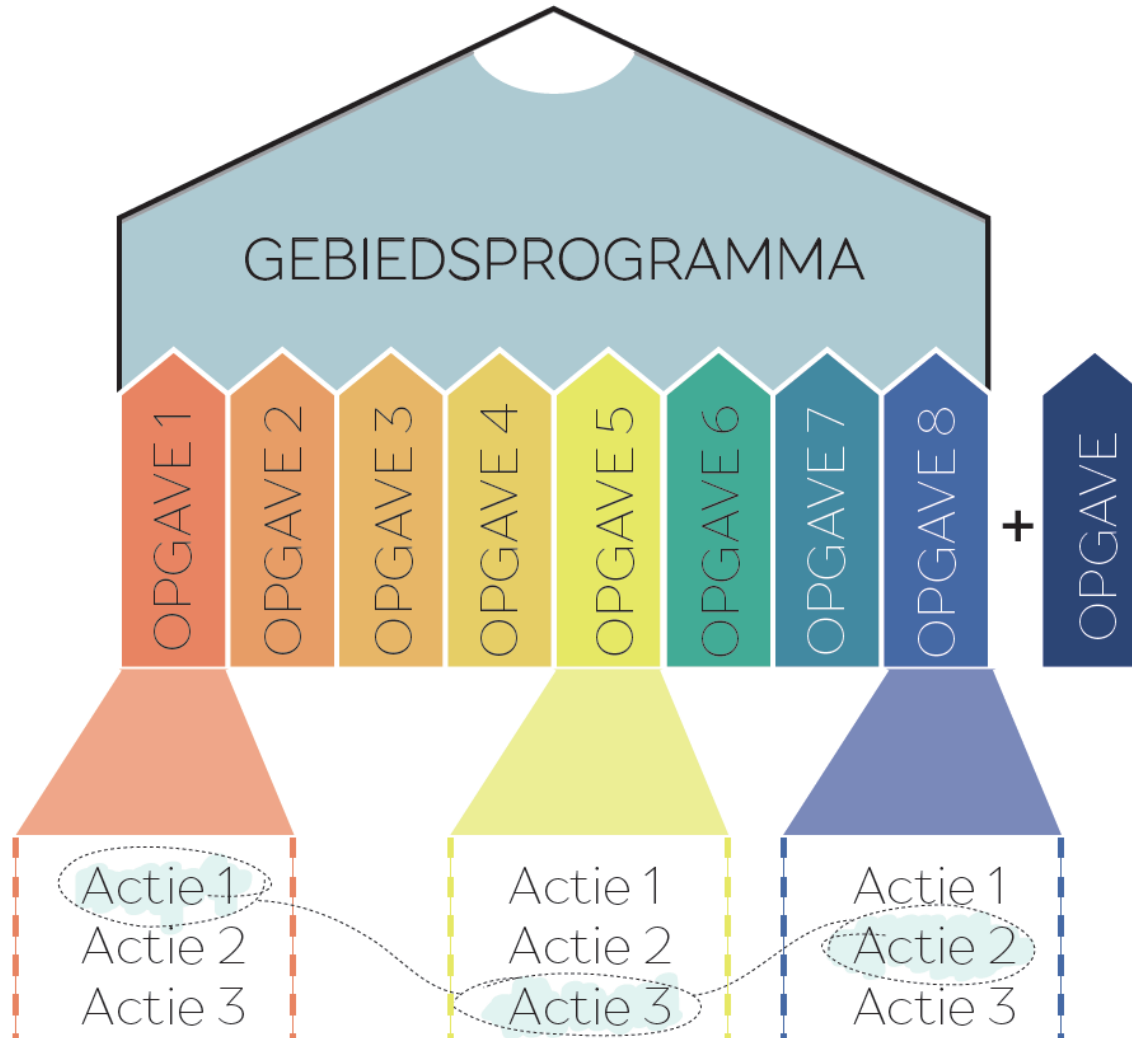 GEBIEDSPROGRAMMA
OPGAVE 1
OPGAVE 2
OPGAVE 3
OPGAVE 4
OPGAVE 5
OPGAVE 6
OPGAVE 7
OPGAVE 8
+
OPGAVE
Actie 1
Actie 2
Actie 3
Actie 1
Actie 2
Actie 3
Actie 1
Actie 2
Actie 3